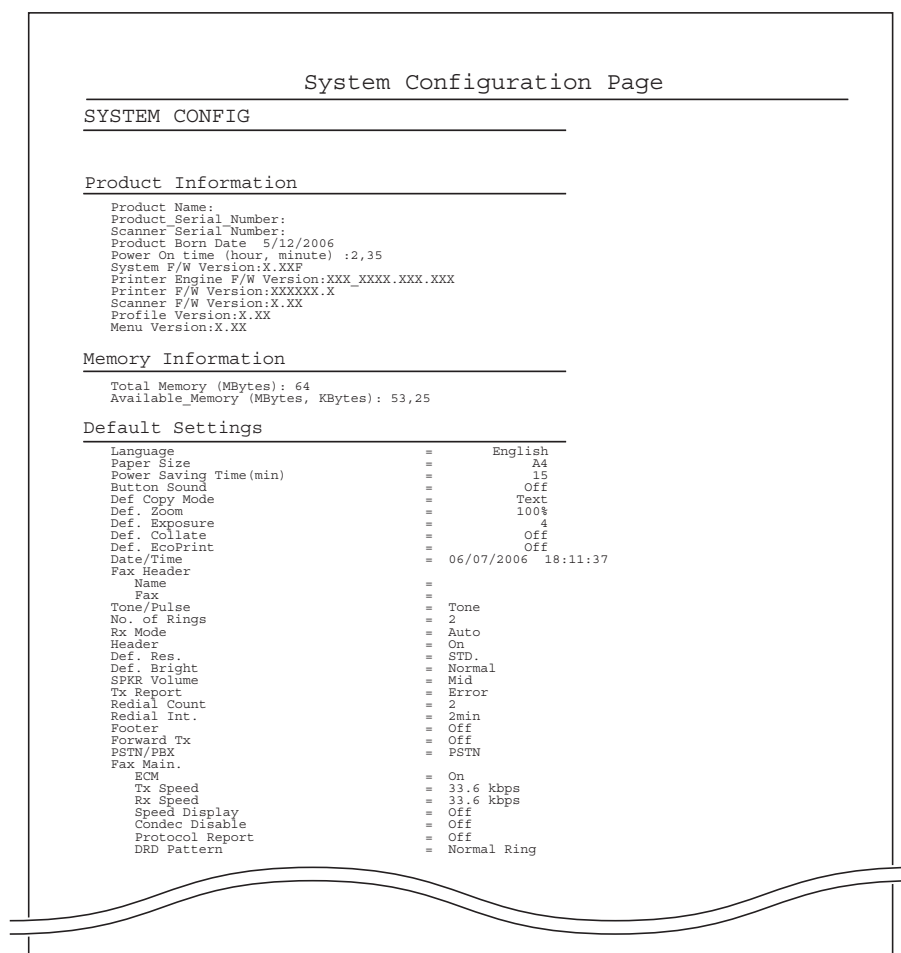 System Configuration Page
SYSTEM CONFIG
Product Information
Product Name:
Product_Serial_Number:
Scanner Serial Number:
Product Born Date 5/12/2006
Power On time (hour, minute) :2,35
System F/W Version:X.XXF
Printer Engine F/W Version:XXX_XXXX.XXX.XXX
Printer F/W Version:XXXXXX.X
Scanner F/W Version:X.XX
Profile Version:X.XX
Menu Version:X.XX
Memory Information
Total Memory (MBytes): 64
Available_Memory (MBytes, KBytes): 53,25
Default Settings
Language = English
Paper Size = A4
Power Saving Time(min) = 15
Button Sound = Off
Def Copy Mode = Text
Def. Zoom = 100%
Def. Exposure = 4
Def. Collate = Off
Def. EcoPrint = Off
Date/Time = 06/07/2006 18:11:37
Fax Header
Name =
Fax =
Tone/Pulse = Tone
No. of Rings = 2
Rx Mode = Auto
Header = On
Def. Res. = STD.
Def. Bright = Normal
SPKR Volume = Mid
Tx Report = Error
Redial Count = 2
Redial Int. = 2min
Footer = Off
Forward Tx = Off
PSTN/PBX = PSTN
Fax Main.
ECM = On
Tx Speed = 33.6 kbps
Rx Speed = 33.6 kbps
Speed Display = Off
Condec Disable = Off
Protocol Report = Off
DRD Pattern = Normal Ring